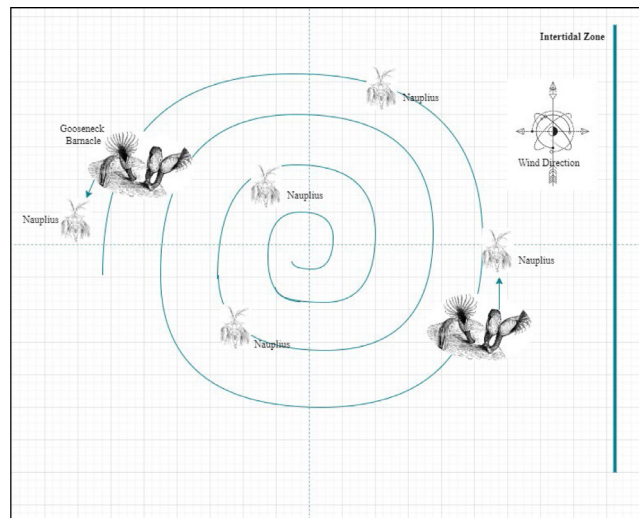 Intertidal Zone
Nauplius
Gooseneck
Barnacle
Wind Direction
Nauplius
Nauplius
Nauplius
Nauplius